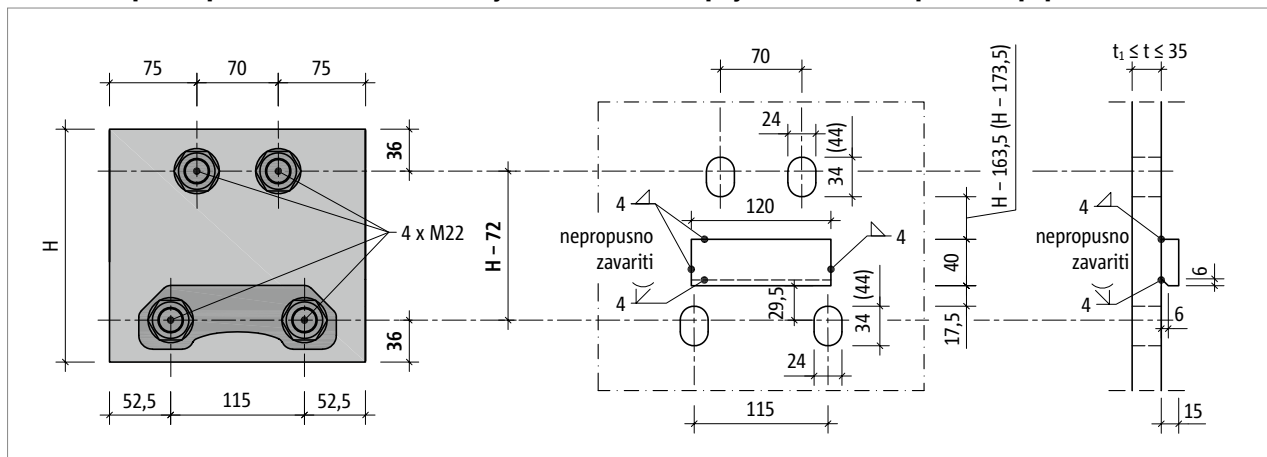 75 70 75
36
H
H – 72
4 x M22
36
52,5 115 52,5
70
24
34 (44)
4
120
nepropusno
zavariti
4
4
29,5
34 (44)
24
115
H – 163,5 (H – 173,5)
40
17,5
t₁ ≤ t ≤ 35
4
nepropusno
zavariti
4
6
6
15